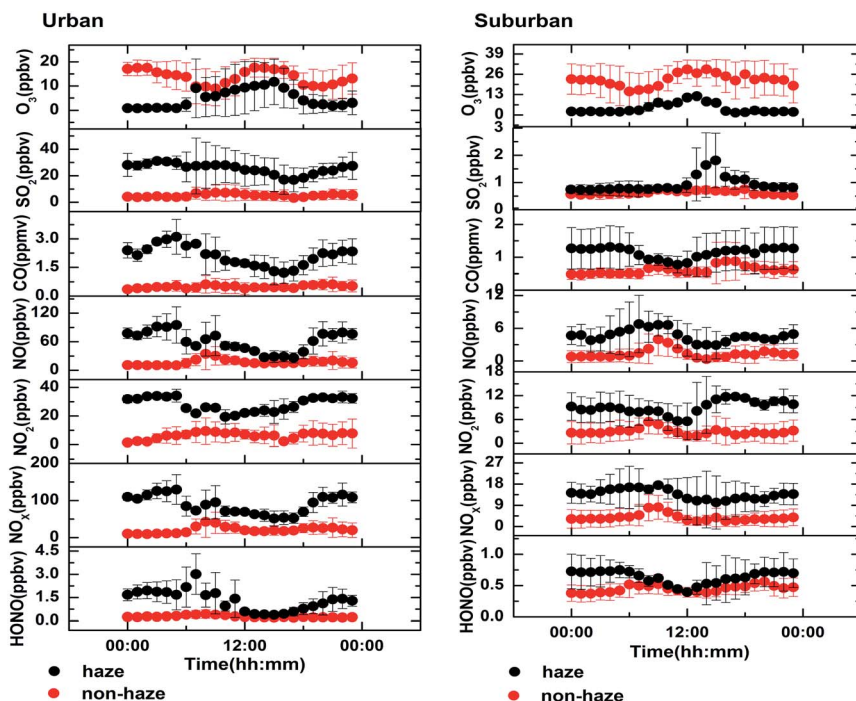 Urban
20
10
0
O3(ppbv)
40
20
0
SO2(ppbv)
3.0
1.5
0.0
CO(ppmv)
120
60
0
NO(ppbv)
40
20
0
NO2(ppbv)
200
100
0
NOX(ppbv)
4.5
3.0
1.5
0.0
HONO(ppbv)
00:00 12:00 00:00
Time(hh:mm)
haze
non-haze
Suburban
39
26
13
0
O3(ppbv)
3
2
1
0
SO2(ppbv)
2
1
0
CO(ppmv)
12
6
0
NO(ppbv)
18
12
6
0
NO2(ppbv)
27
18
9
0
NOX(ppbv)
1.0
0.5
0.0
HONO(ppbv)
00:00 12:00 00:00
Time(hh:mm)
haze
non-haze